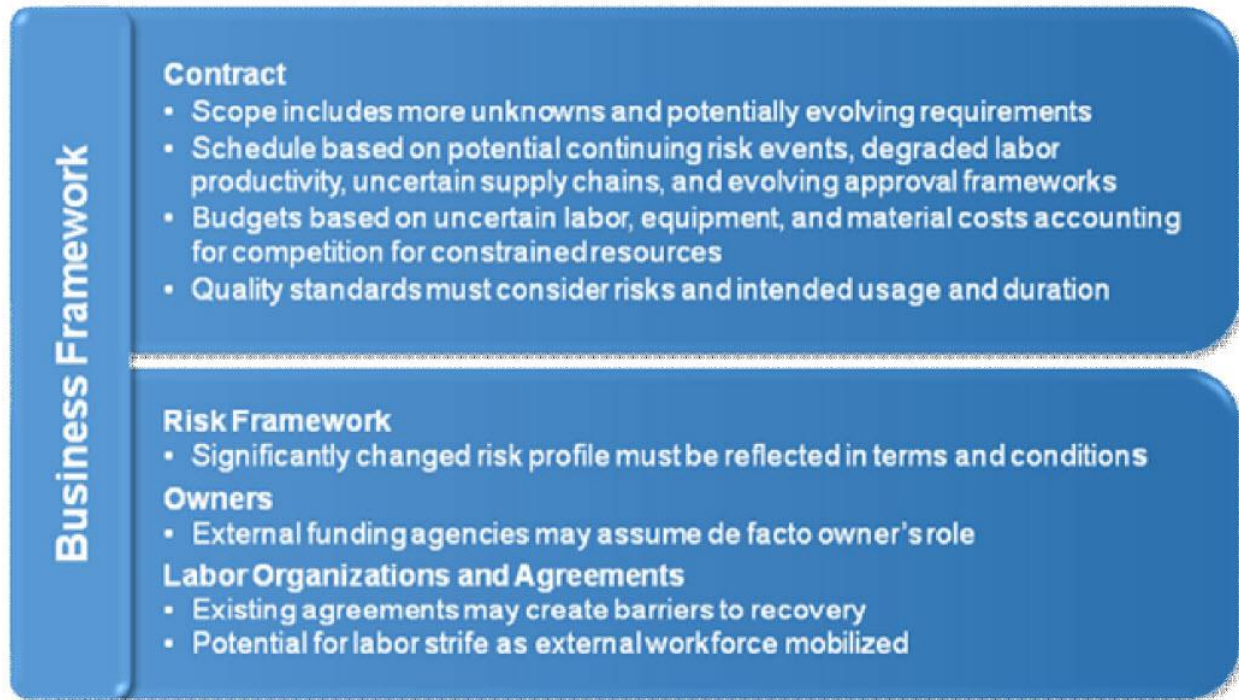 Business Framework
Contract
• Scope includes more unknowns and potentially evolving requirements
• Schedule based on potential continuing risk events, degraded labor
productivity, uncertain supply chains, and evolving approval frameworks
• Budgets based on uncertain labor, equipment, and material costs accounting
for competition for constrained resources
• Quality standards must consider risks and intended usage and duration
Risk Framework
• Significantly changed risk profile must be reflected in terms and conditions
Owners
• External funding agencies may assume de facto owner's role
Labor Organizations and Agreements
• Existing agreements may create barriers to recovery
• Potential for labor strife as external workforce mobilized